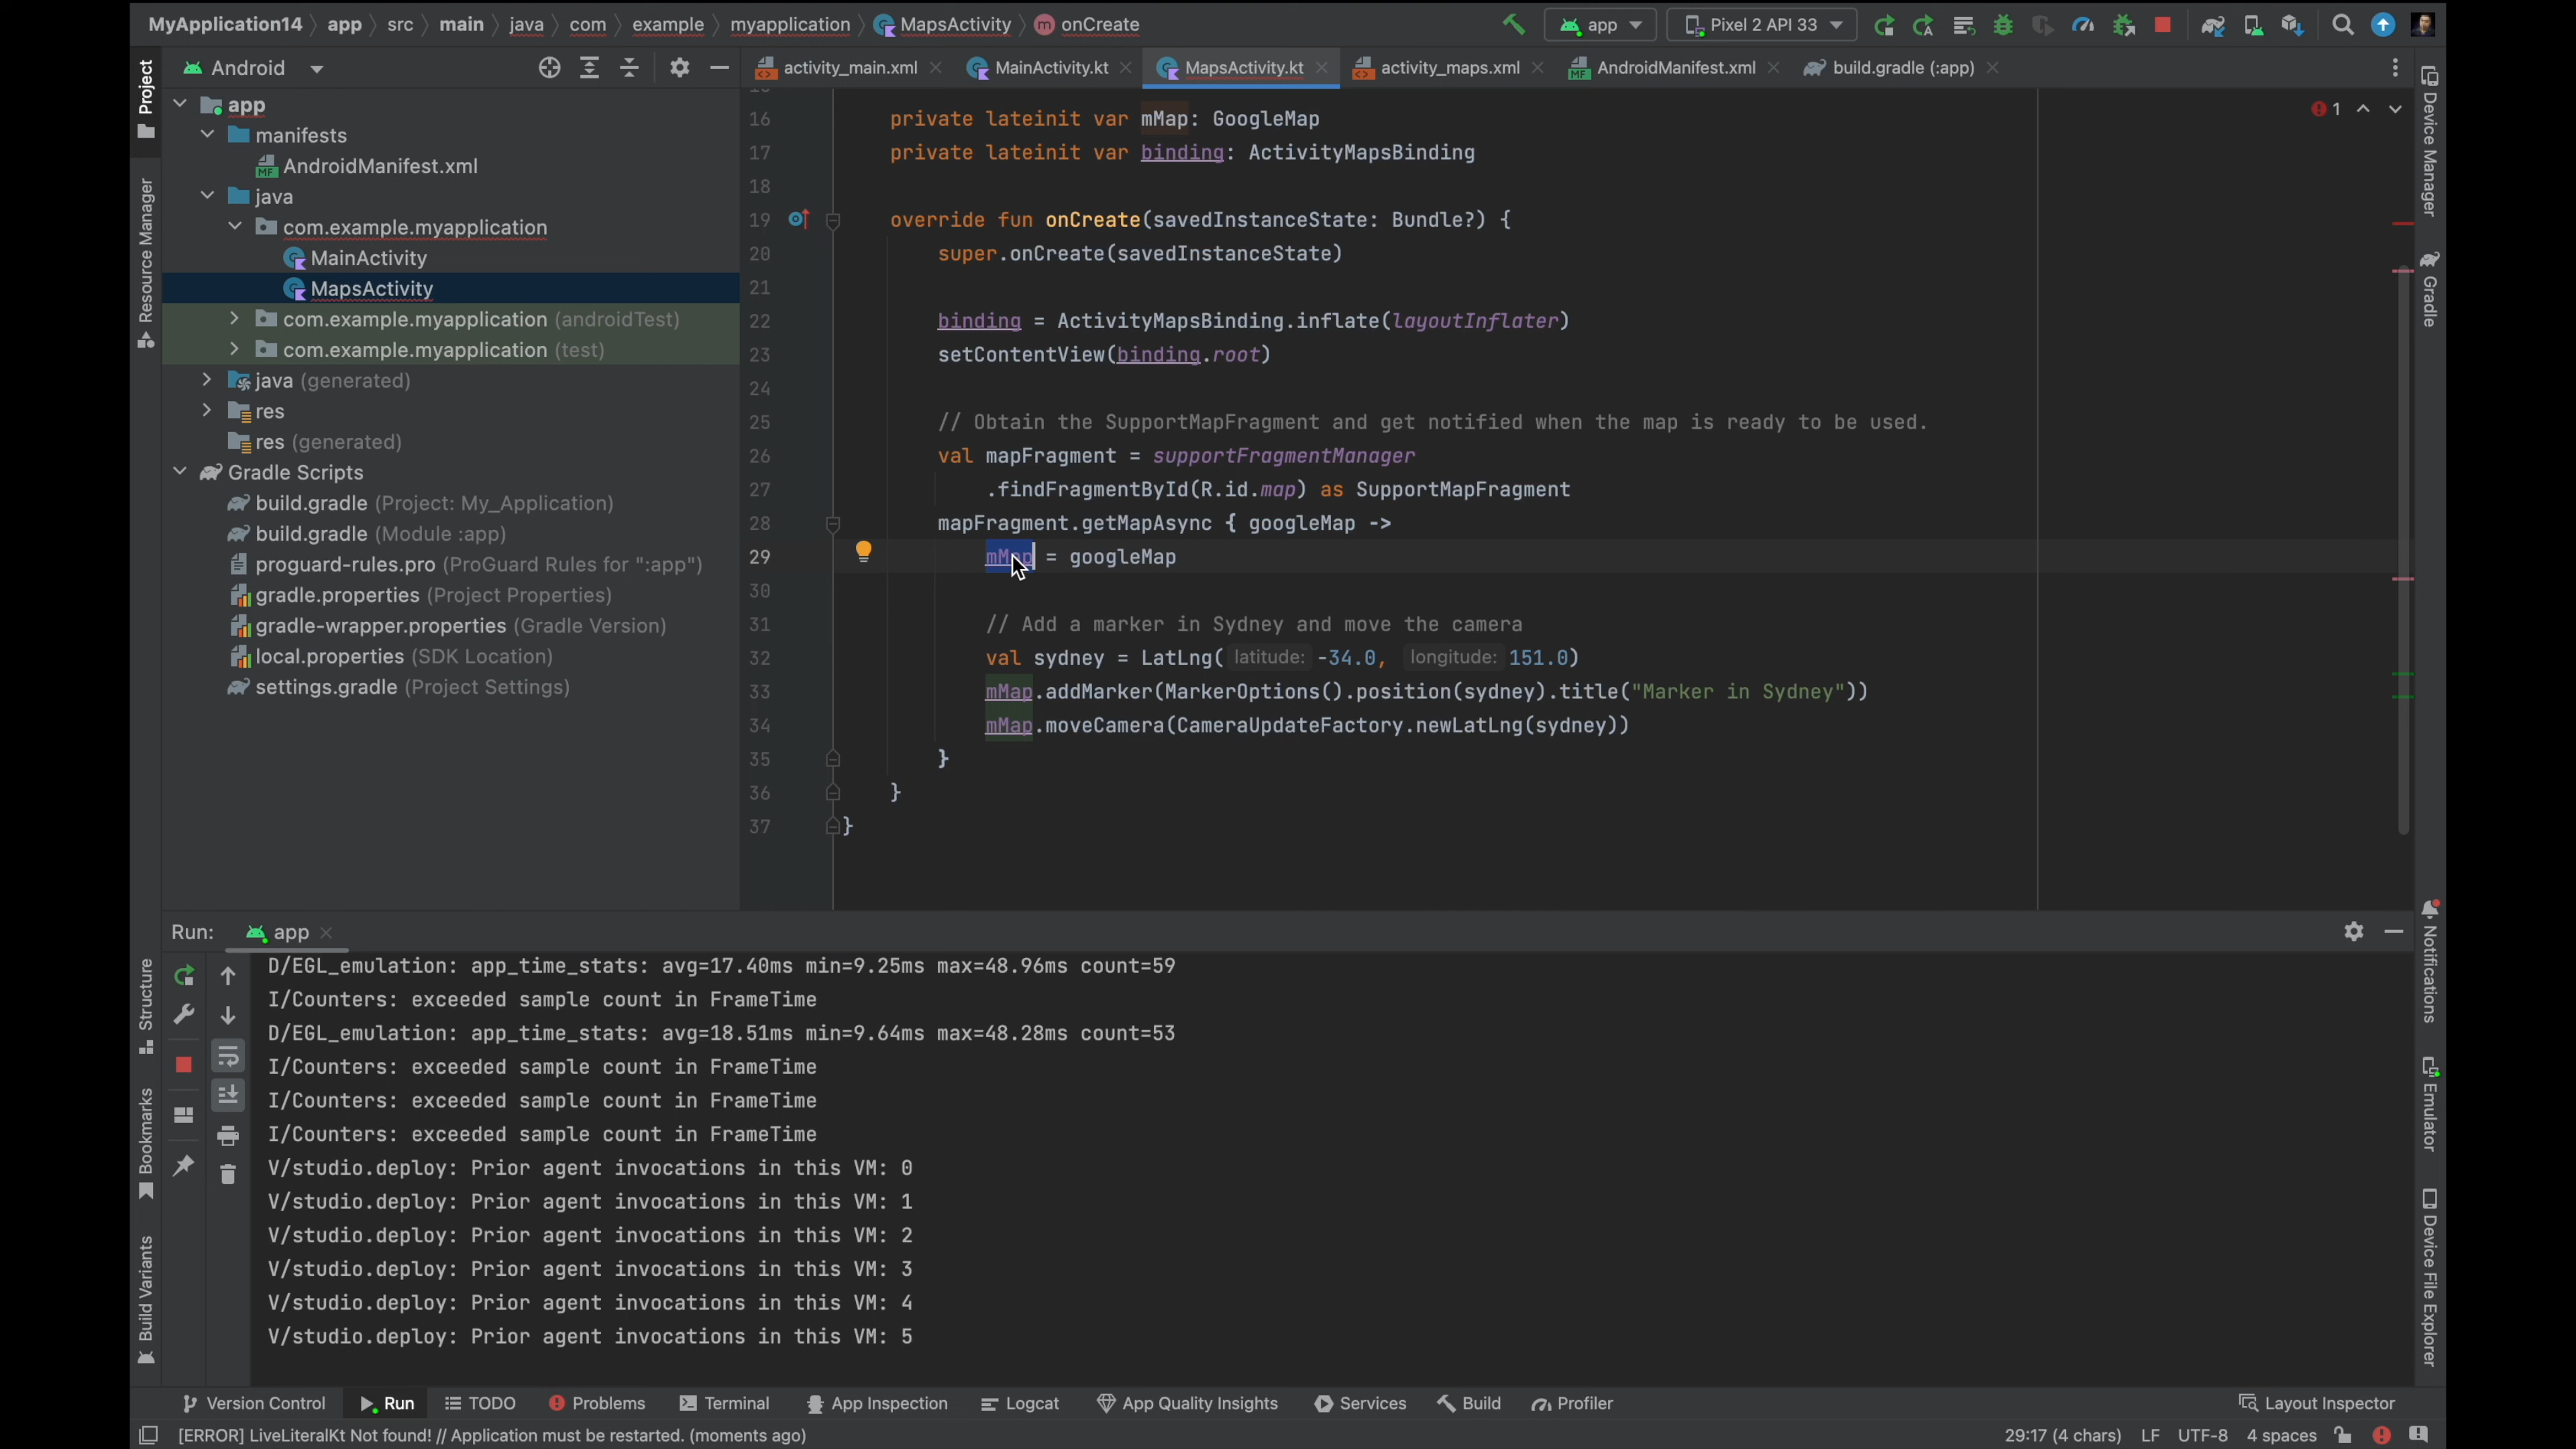 MyApplication14 app src main java com example myapplication MapsActivity onCreate
app Pixel 2 API 33
Android
activity_main.xml MainActivity.kt MapsActivity.kt activity_maps.xml AndroidManifest.xml build.gradle (:app)
Project
Resource Manager
Structure
Bookmarks
Build Variants
app
manifests
AndroidManifest.xml
java
com.example.myapplication
MainActivity
MapsActivity
com.example.myapplication (androidTest)
com.example.myapplication (test)
java (generated)
res
res (generated)
Gradle Scripts
build.gradle (Project: My_Application)
build.gradle (Module :app)
proguard-rules.pro (ProGuard Rules for ":app")
gradle.properties (Project Properties)
gradle-wrapper.properties (Gradle Version)
local.properties (SDK Location)
settings.gradle (Project Settings)
1
16 private lateinit var mMap: GoogleMap
17 private lateinit var binding: ActivityMapsBinding
18
19 override fun onCreate(savedInstanceState: Bundle?) {
20 super.onCreate(savedInstanceState)
21
22 binding = ActivityMapsBinding.inflate(layoutInflater)
23 setContentView(binding.root)
24
25 // Obtain the SupportMapFragment and get notified when the map is ready to be used.
26 val mapFragment = supportFragmentManager
27 .findFragmentById(R.id.map) as SupportMapFragment
28 mapFragment.getMapAsync { googleMap ->
29 mMap = googleMap
30
31 // Add a marker in Sydney and move the camera
32 val sydney = LatLng( latitude: -34.0, longitude: 151.0)
33 mMap.addMarker(MarkerOptions().position(sydney).title("Marker in Sydney"))
34 mMap.moveCamera(CameraUpdateFactory.newLatLng(sydney))
35 }
36 }
37 }
Device Manager
Gradle
Notifications
Emulator
Device File Explorer
Run: app
D/EGL_emulation: app_time_stats: avg=17.40ms min=9.25ms max=48.96ms count=59
I/Counters: exceeded sample count in FrameTime
D/EGL_emulation: app_time_stats: avg=18.51ms min=9.64ms max=48.28ms count=53
I/Counters: exceeded sample count in FrameTime
I/Counters: exceeded sample count in FrameTime
I/Counters: exceeded sample count in FrameTime
V/studio.deploy: Prior agent invocations in this VM: 0
V/studio.deploy: Prior agent invocations in this VM: 1
V/studio.deploy: Prior agent invocations in this VM: 2
V/studio.deploy: Prior agent invocations in this VM: 3
V/studio.deploy: Prior agent invocations in this VM: 4
V/studio.deploy: Prior agent invocations in this VM: 5
Version Control Run TODO Problems Terminal App Inspection Logcat App Quality Insights Services Build Profiler Layout Inspector
[ERROR] LiveLiteralKt Not found! // Application must be restarted. (moments ago) 29:17 (4 chars) LF UTF-8 4 spaces